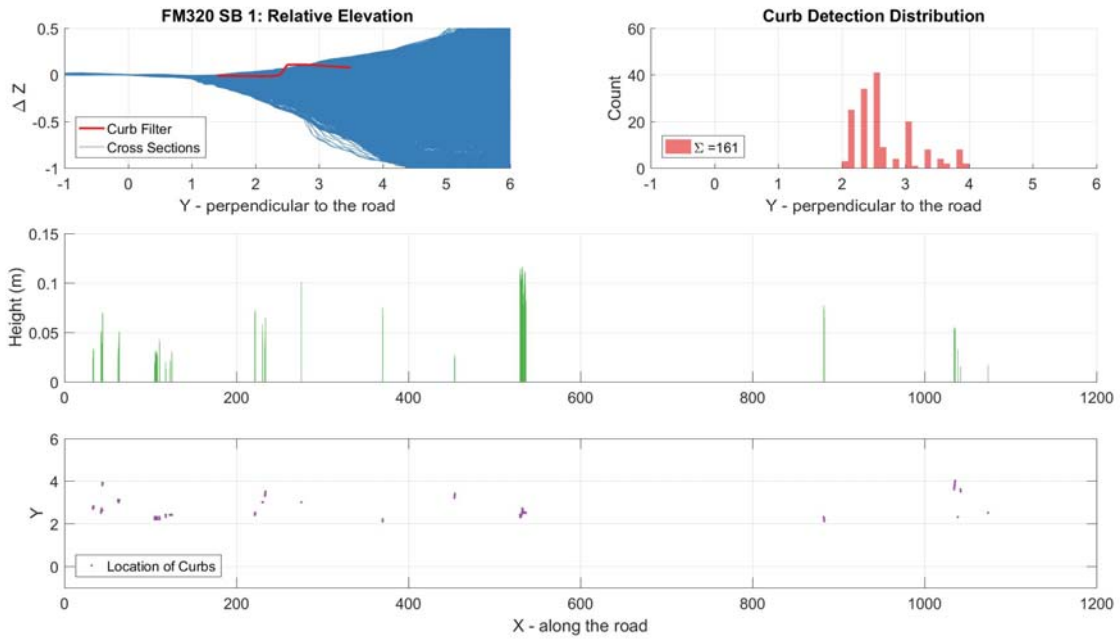 FM320 SB 1: Relative Elevation
0.5
0
-0.5
-1
Δ Z
Curb Filter
Cross Sections
-1 0 1 2 3 4 5 6
Y - perpendicular to the road
Curb Detection Distribution
60
40
20
0
Count
Σ =161
-1 0 1 2 3 4 5 6
Y - perpendicular to the road
0.15
0.1
0.05
0
Height (m)
0 200 400 600 800 1000 1200
6
4
2
0
Y
Location of Curbs
0 200 400 600 800 1000 1200
X - along the road